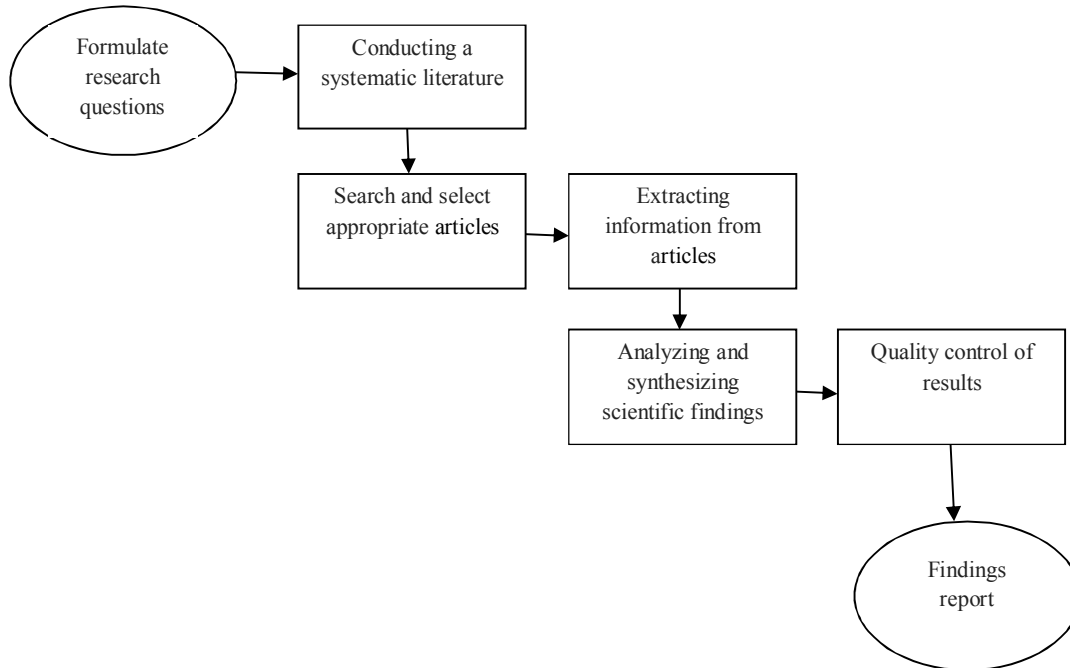 Formulate
research
questions
Conducting a
systematic literature
Search and select
appropriate articles
Extracting
information from
articles
Analyzing and
synthesizing
scientific findings
Quality control of
results
Findings
report